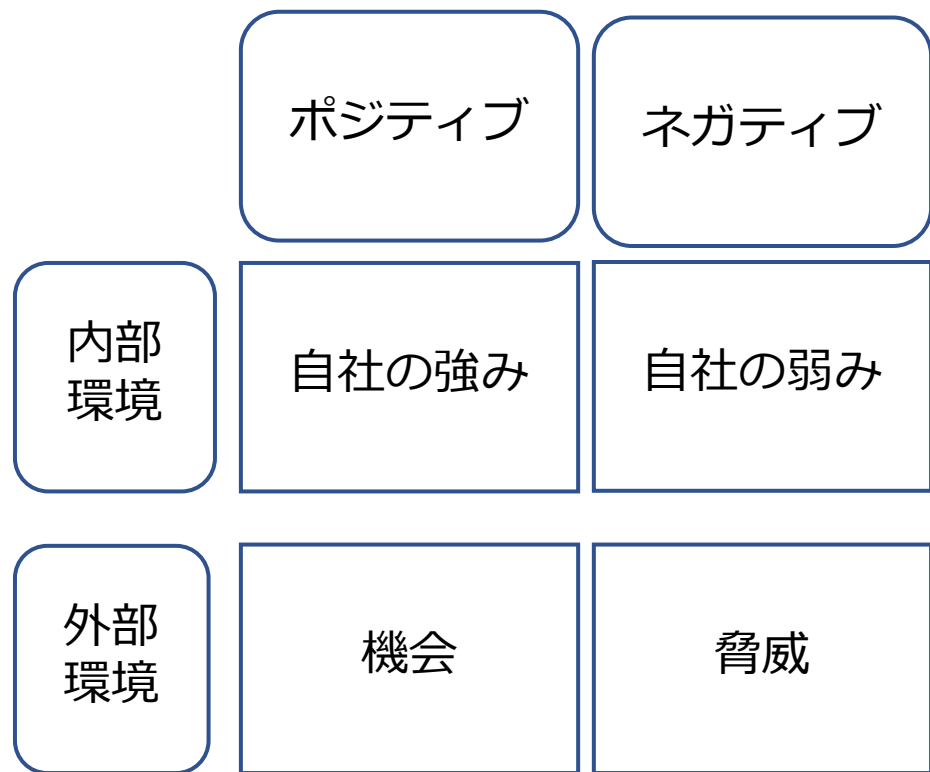 ポジティブ
ネガティブ
内部
環境
自社の強み
自社の弱み
外部
環境
機会
脅威